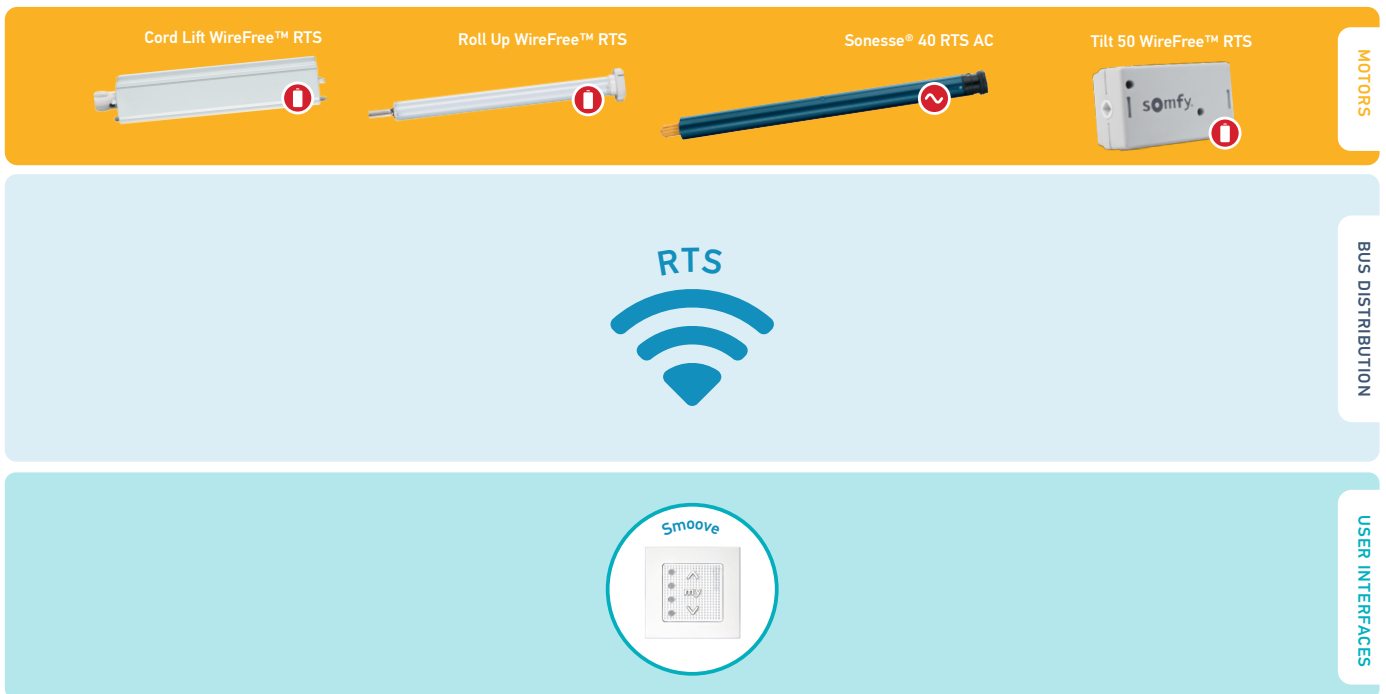 Cord Lift WireFree™ RTS
Roll Up WireFree™ RTS
Sonesse® 40 RTS AC
Tilt 50 WireFree™ RTS
somfy.
MOTORS
RTS
BUS DISTRIBUTION
Smoove
my
USER INTERFACES